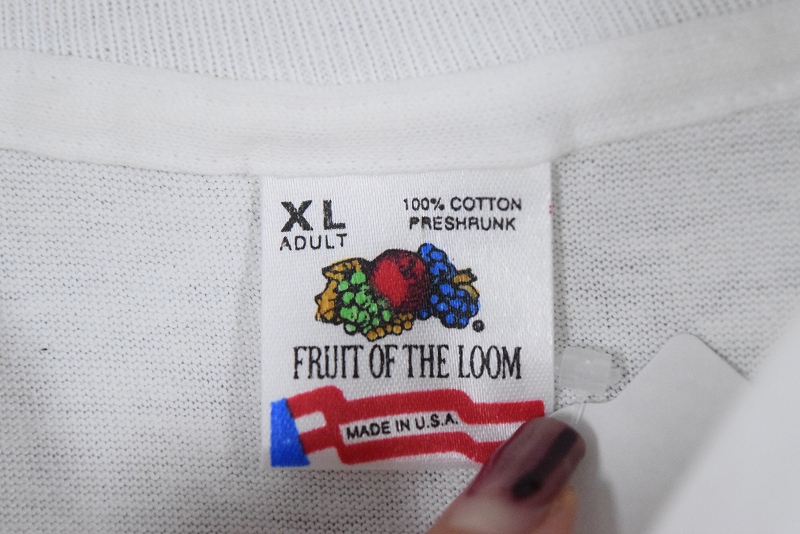 XL
ADULT
100% COTTON
PRESHRUNK
FRUIT OF THE LOOM
MADE IN U.S.A.